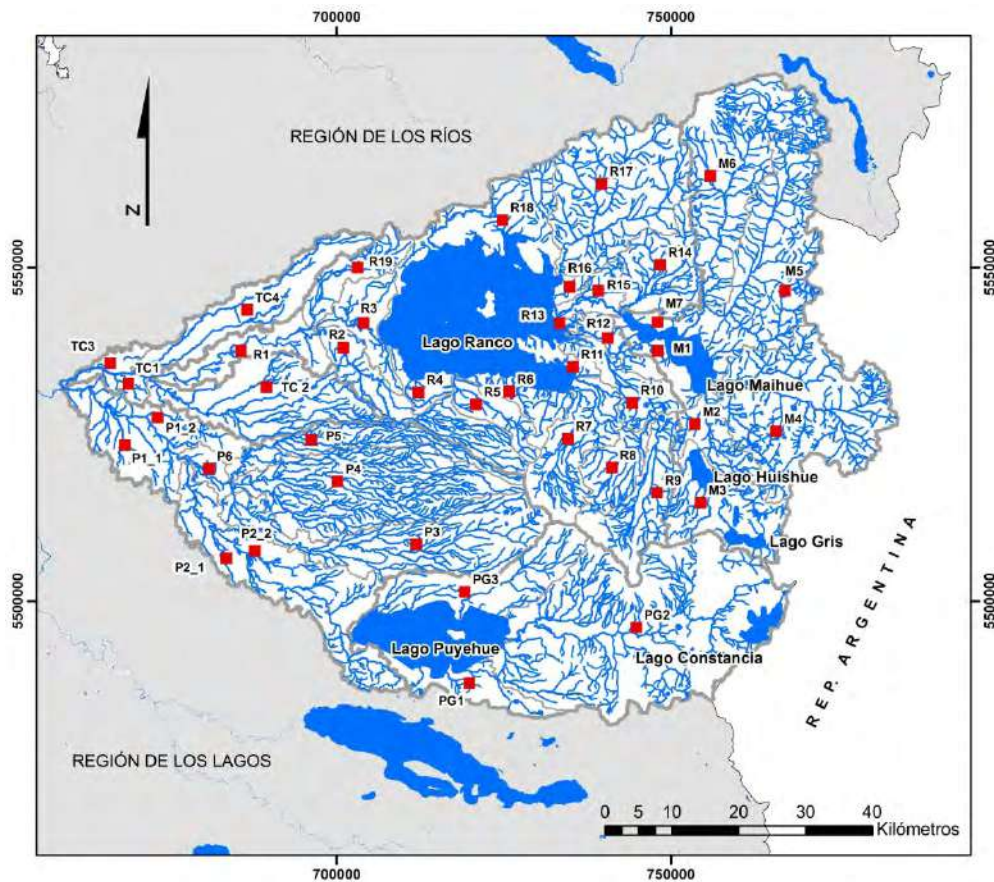 700000
750000
REGIÓN DE LOS RÍOS
N
M6
R17
R18
5550000
5550000
R19
R14
R16
R15
M5
TC4
R3
M7
R13
R12
R2
Lago Ranco
M1
TC3
R1
R11
TC1
TC 2
R4
R6
R5
Lago Maihue
R10
P1_2
M2
M4
P5
R7
P1_1
P6
P4
R8
R9
Lago Huishue
M3
P3
P2_2
Lago Gris
P2_1
PG3
5500000
5500000
PG2
Lago Puyehue
Lago Constancia
PG1
REP. ARGENTINA
REGIÓN DE LOS LAGOS
0 5 10 20 30 40
Kilómetros
700000
750000